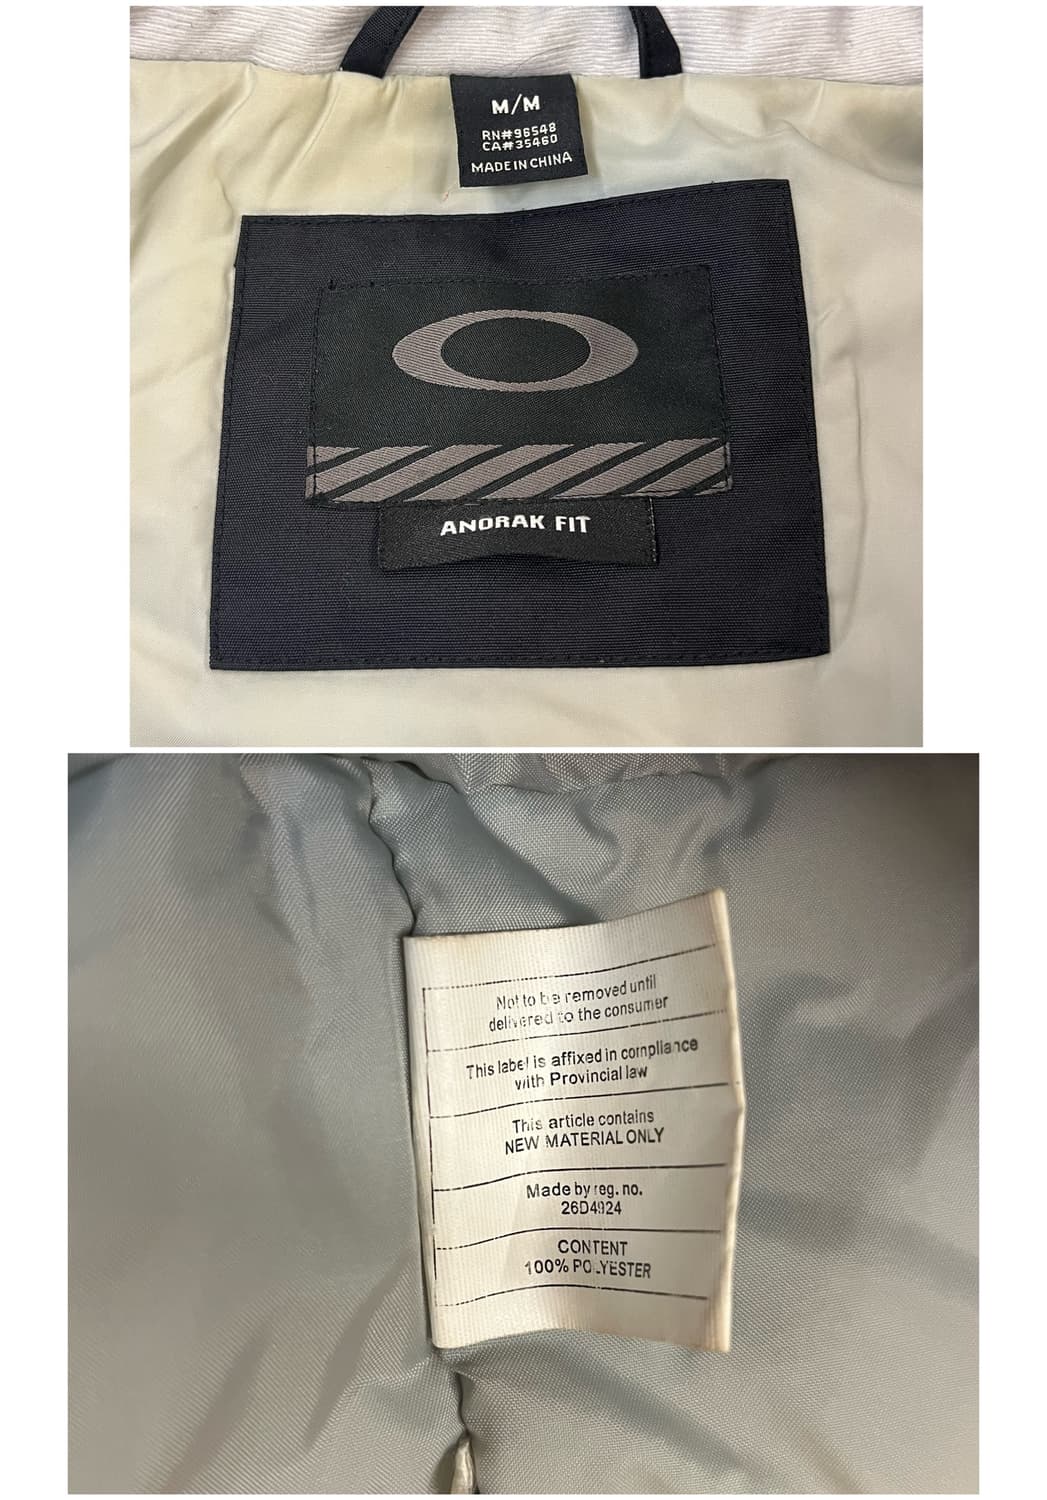 M/M
RN#96548
CA#35460
MADE IN CHINA
ANORAK FIT
Not to be removed until
delivered to the consumer
This label is affixed in compliance
with Provincial law
This article contains
NEW MATERIAL ONLY
Made by reg. no.
26D4924
CONTENT
100% POLYESTER